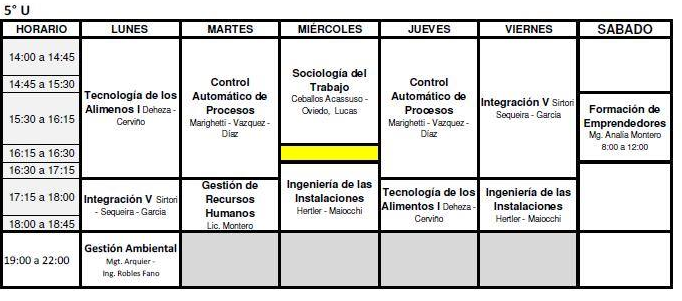 5° U
HORARIO LUNES MARTES MIÉRCOLES JUEVES VIERNES SABADO
14:00 a 14:45
14:45 a 15:30
15:30 a 16:15
16:15 a 16:30
16:30 a 17:15
17:15 a 18:00
18:00 a 18:45
19:00 a 22:00
Tecnología de los
Alimenos I Deheza -
Cerviño
Integración V Sirtori
- Sequeira - Garcia
Gestión Ambiental
Mgt. Arquier -
Ing. Robles Fano
Control
Automático de
Procesos
Marighetti - Vazquez -
Díaz
Gestión de
Recursos
Humanos
Lic. Montero
Sociología del
Trabajo
Ceballos Acassuso -
Oviedo, Lucas
Ingeniería de las
Instalaciones
Hertler - Maiocchi
Control
Automático de
Procesos
Marighetti - Vazquez -
Díaz
Tecnología de los
Alimentos I Deheza -
Cerviño
Integración V Sirtori
Sequeira - Garcia
Ingeniería de las
Instalaciones
Hertler - Maiocchi
Formación de
Emprendedores
Mg. Analía Montero
8:00 a 12:00